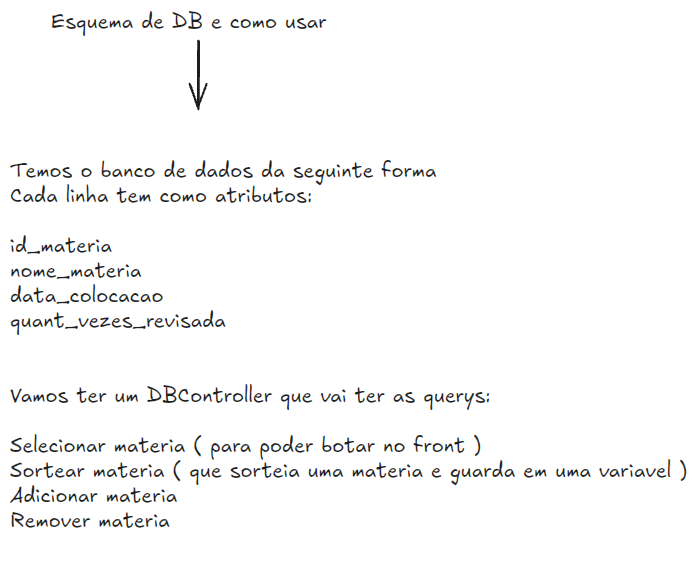 Esquema de DB e como usar
Temos o banco de dados da seguinte forma
Cada linha tem como atributos:
id_materia
nome_materia
data_colocacao
quant_vezes_revisada
Vamos ter um DBController que vai ter as querys:
Selecionar materia ( para poder botar no front )
Sortear materia ( que sorteia uma materia e guarda em uma variavel )
Adicionar materia
Remover materia